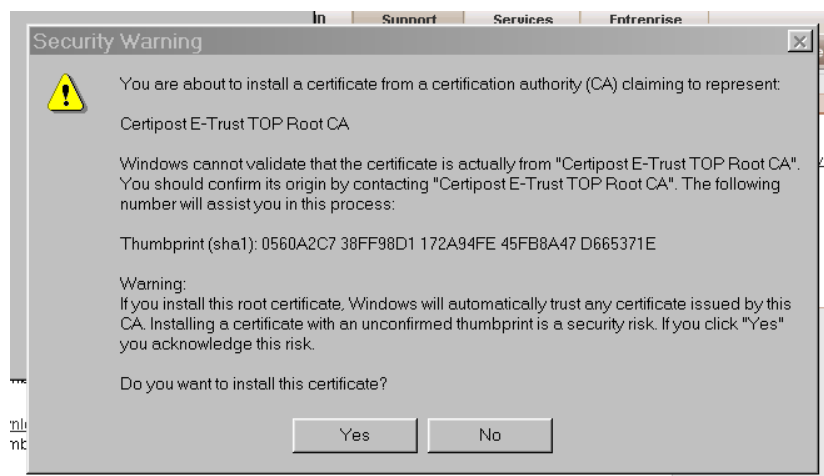 Support Services Entreprise
Security Warning
You are about to install a certificate from a certification authority (CA) claiming to represent:
Certipost E-Trust TOP Root CA
Windows cannot validate that the certificate is actually from "Certipost E-Trust TOP Root CA".
You should confirm its origin by contacting "Certipost E-Trust TOP Root CA". The following
number will assist you in this process:
Thumbprint (sha1): 0560A2C7 38FF98D1 172A94FE 45FB8A47 D665371E
Warning:
If you install this root certificate, Windows will automatically trust any certificate issued by this
CA. Installing a certificate with an unconfirmed thumbprint is a security risk. If you click "Yes"
you acknowledge this risk.
Do you want to install this certificate?
Yes No